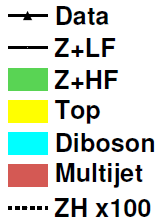 Data
Z+LF
Z+HF
Top
Diboson
Multijet
ZH x100